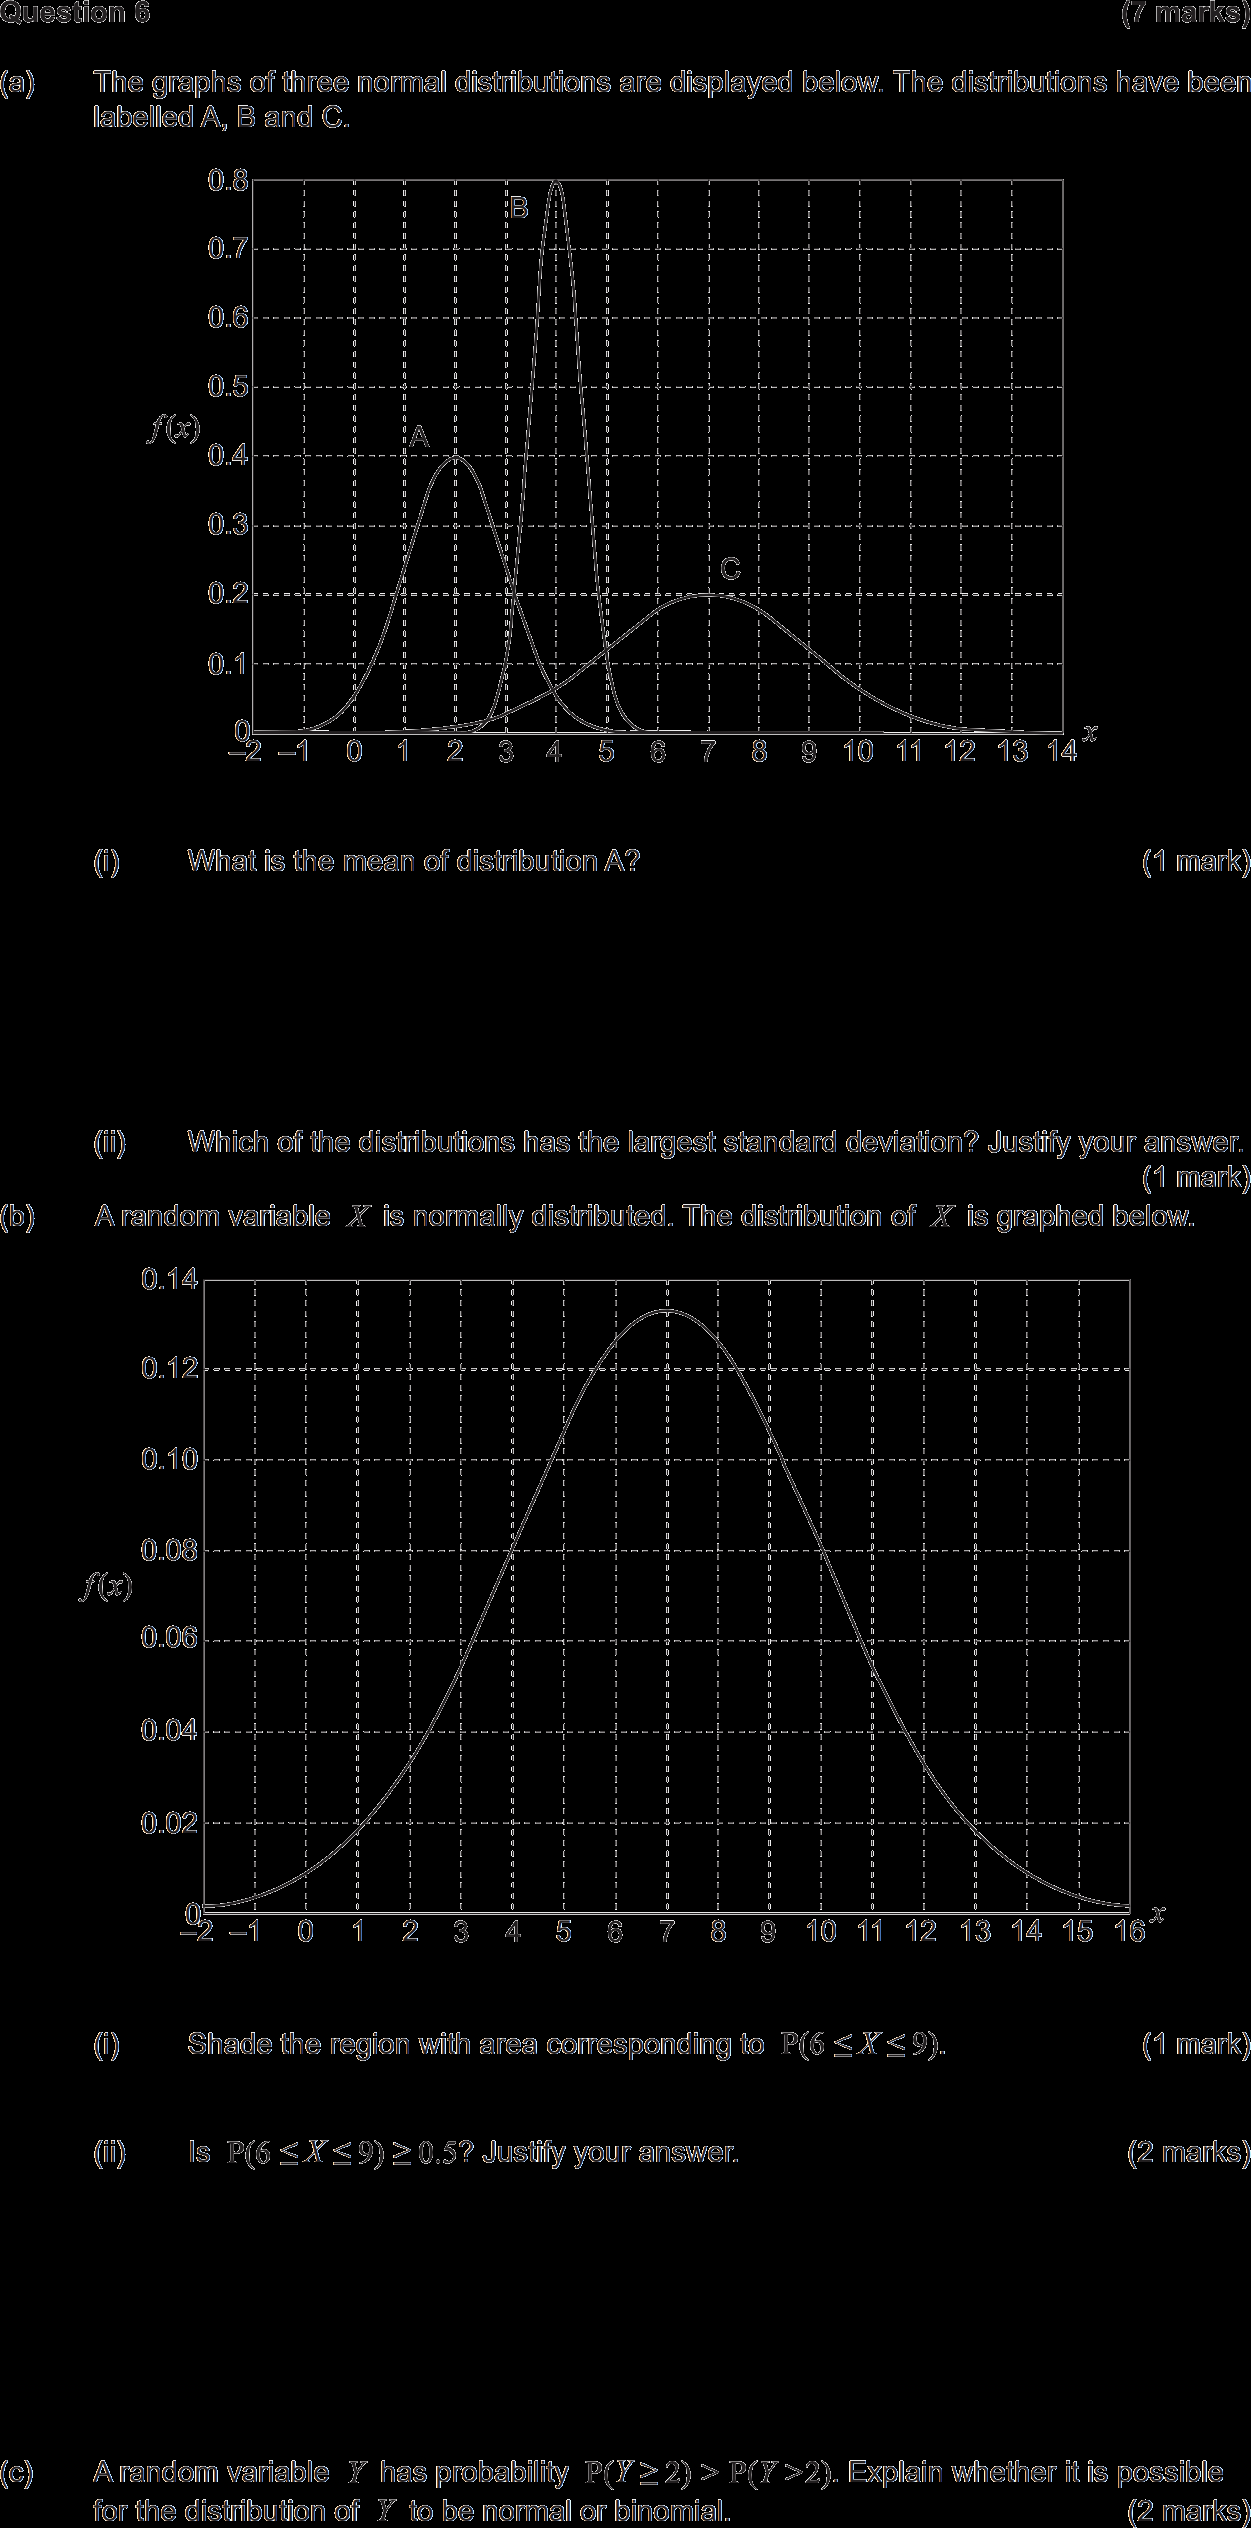 Question 6 (7 marks)
(a) The graphs of three normal distributions are displayed below. The distributions have been
labelled A, B and C.
0.8
B
0.7
0.6
0.5
f(x)
A
0.4
0.3
C
0.2
0.1
0
x
–2 –1 0 1 2 3 4 5 6 7 8 9 10 11 12 13 14
(i) What is the mean of distribution A? (1 mark)
(ii) Which of the distributions has the largest standard deviation? Justify your answer.
(1 mark)
(b) A random variable X is normally distributed. The distribution of X is graphed below.
0.14
0.12
0.10
0.08
f(x)
0.06
0.04
0.02
0
x
–2 –1 0 1 2 3 4 5 6 7 8 9 10 11 12 13 14 15 16
(i) Shade the region with area corresponding to P(6 ≤ X ≤ 9). (1 mark)
(ii) Is P(6 ≤ X ≤ 9) ≥ 0.5? Justify your answer. (2 marks)
(c) A random variable Y has probability P(Y ≥ 2) > P(Y > 2). Explain whether it is possible
for the distribution of Y to be normal or binomial. (2 marks)